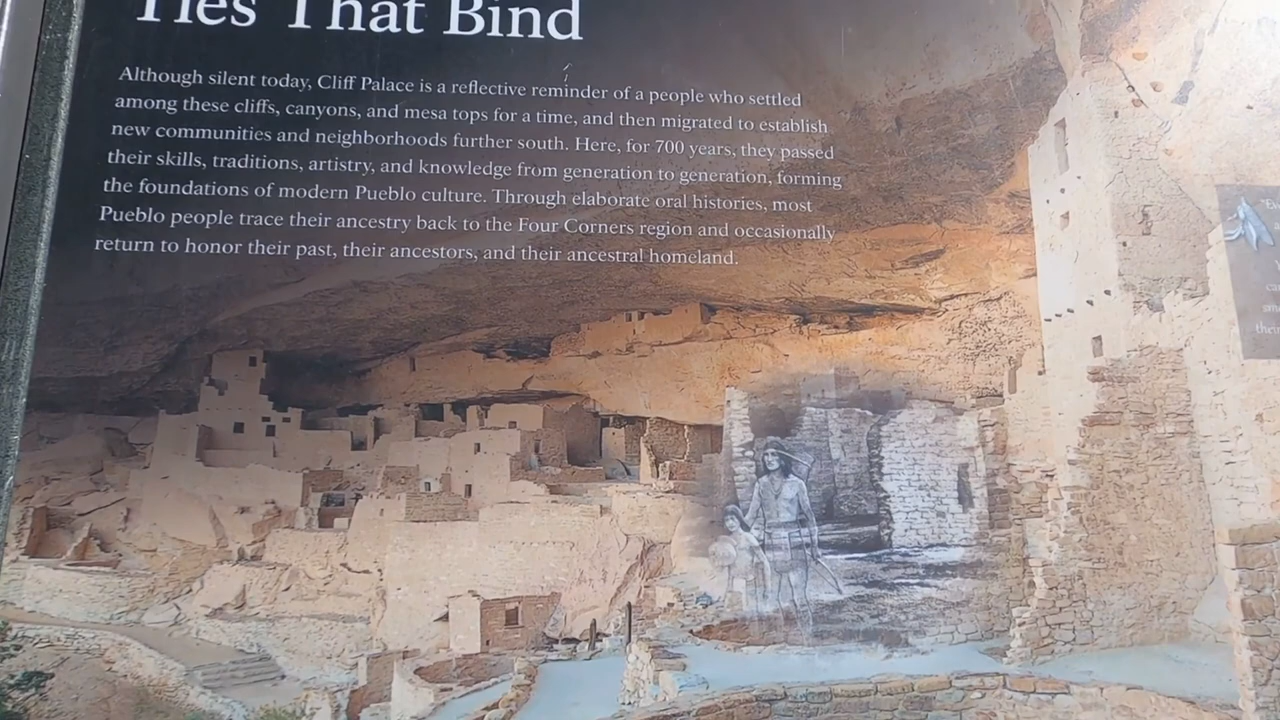 Ties That Bind
Although silent today, Cliff Palace is a reflective reminder of a people who settled
among these cliffs, canyons, and mesa tops for a time, and then migrated to establish
new communities and neighborhoods further south. Here, for 700 years, they passed
their skills, traditions, artistry, and knowledge from generation to generation, forming
the foundations of modern Pueblo culture. Through elaborate oral histories, most
Pueblo people trace their ancestry back to the Four Corners region and occasionally
return to honor their past, their ancestors, and their ancestral homeland.